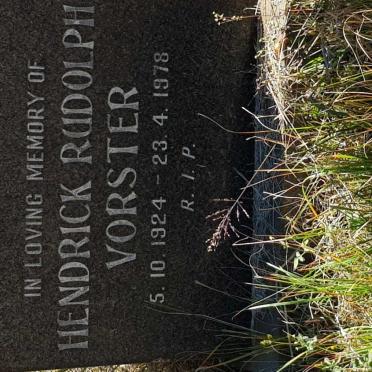 IN LOVING MEMORY OF
HENDRICK RUDOLPH
VORSTER
5. 10. 1924 - 23. 4. 1978
R. I. P.